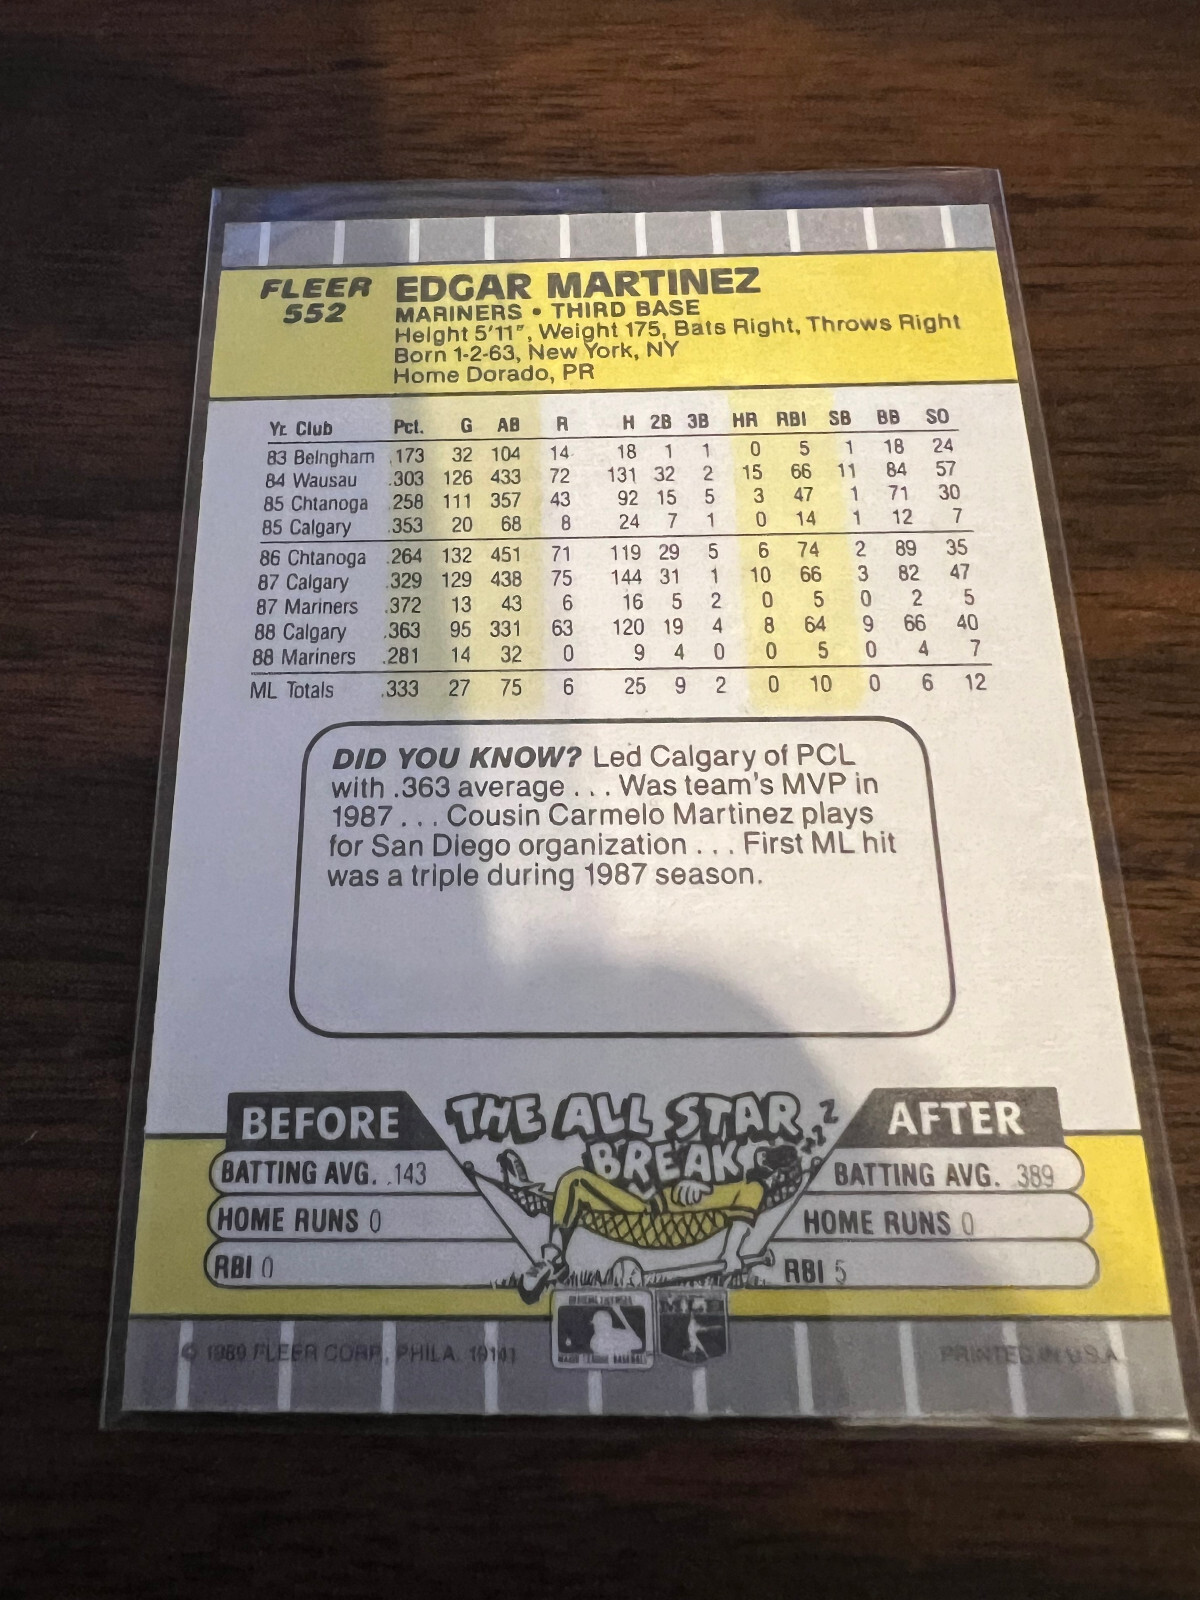 FLEER
552
EDGAR MARTINEZ
MARINERS • THIRD BASE
Height 5'11", Weight 175, Bats Right, Throws Right
Born 1-2-63, New York, NY
Home Dorado, PR
Yr. Club Pct. G AB R H 2B 3B HR RBI SB BB SO
83 Belngham .173 32 104 14 18 1 1 0 5 1 18 24
84 Wausau .303 126 433 72 131 32 2 15 66 11 84 57
85 Chtanoga .258 111 357 43 92 15 5 3 47 1 71 30
85 Calgary .353 20 68 8 24 7 1 0 14 1 12 7
86 Chtanoga .264 132 451 71 119 29 5 6 74 2 89 35
87 Calgary .329 129 438 75 144 31 1 10 66 3 82 47
87 Mariners .372 13 43 6 16 5 2 0 5 0 2 5
88 Calgary .363 95 331 63 120 19 4 8 64 9 66 40
88 Mariners .281 14 32 0 9 4 0 0 5 0 4 7
ML Totals .333 27 75 6 25 9 2 0 10 0 6 12
DID YOU KNOW? Led Calgary of PCL
with .363 average . . . Was team's MVP in
1987 . . . Cousin Carmelo Martinez plays
for San Diego organization . . . First ML hit
was a triple during 1987 season.
BEFORE
THE ALL STAR
BREAK
Z Z Z
AFTER
BATTING AVG. .143
HOME RUNS 0
RBI 0
BATTING AVG. .389
HOME RUNS 0
RBI 5
MLB
© 1989 FLEER CORP., PHILA. 19141
PRINTED IN U.S.A.